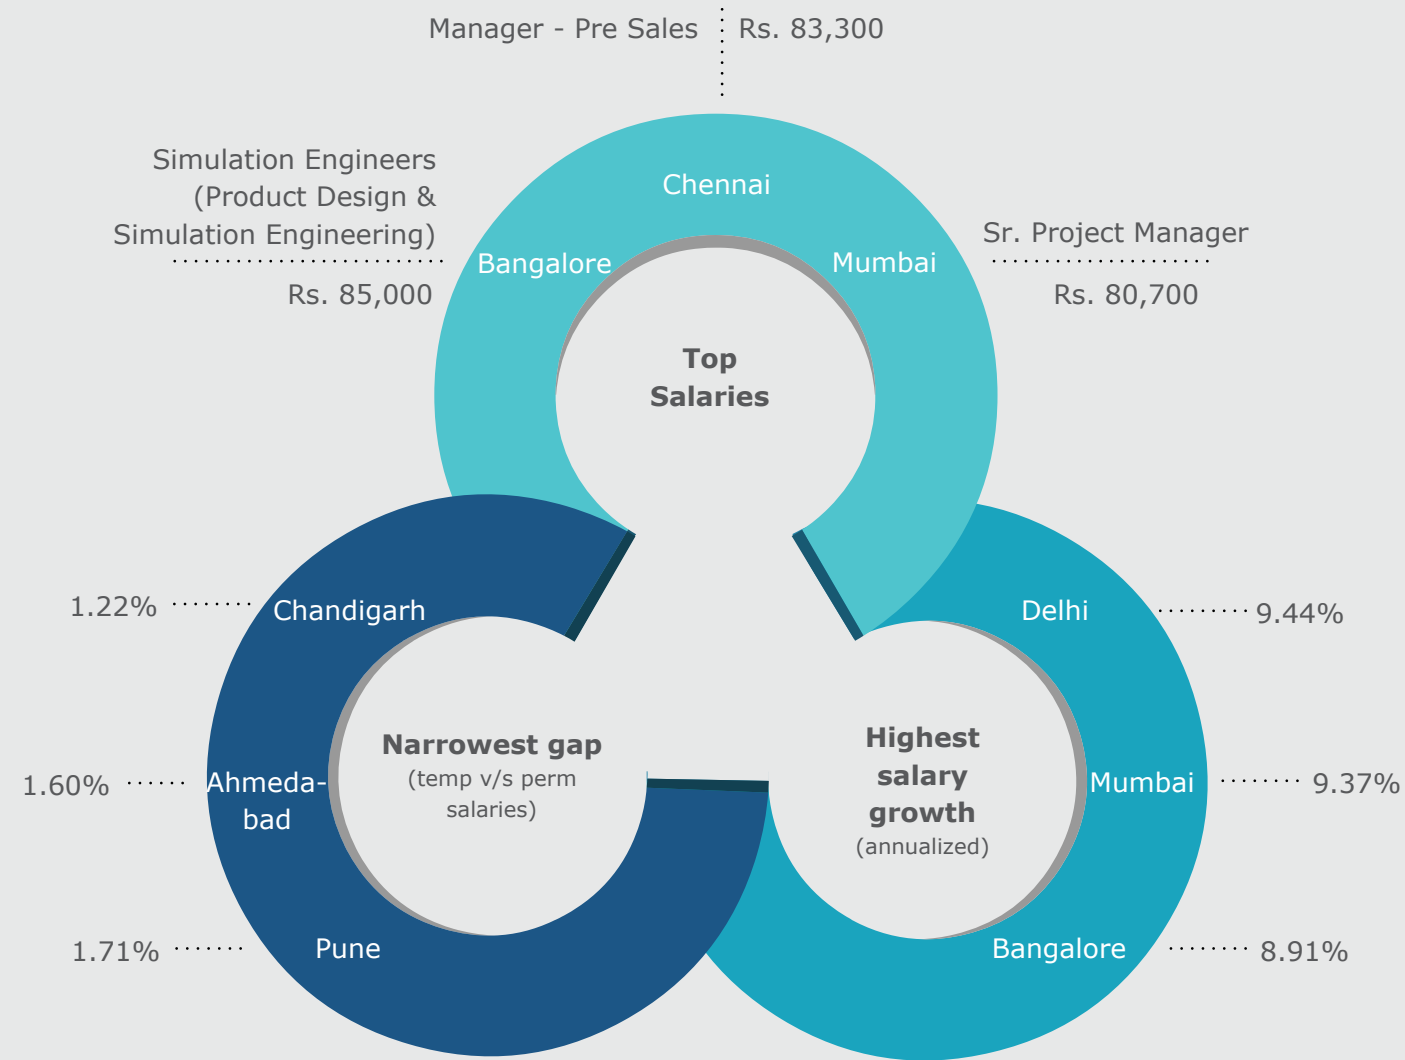 Manager - Pre Sales
Rs. 83,300
Simulation Engineers
(Product Design &
Simulation Engineering)
Rs. 85,000
Chennai
Bangalore
Mumbai
Sr. Project Manager
Rs. 80,700
Top
Salaries
1.22%
Chandigarh
1.60%
Ahmeda-
bad
1.71%
Pune
Narrowest gap
(temp v/s perm
salaries)
Highest
salary
growth
(annualized)
Delhi
9.44%
Mumbai
9.37%
Bangalore
8.91%